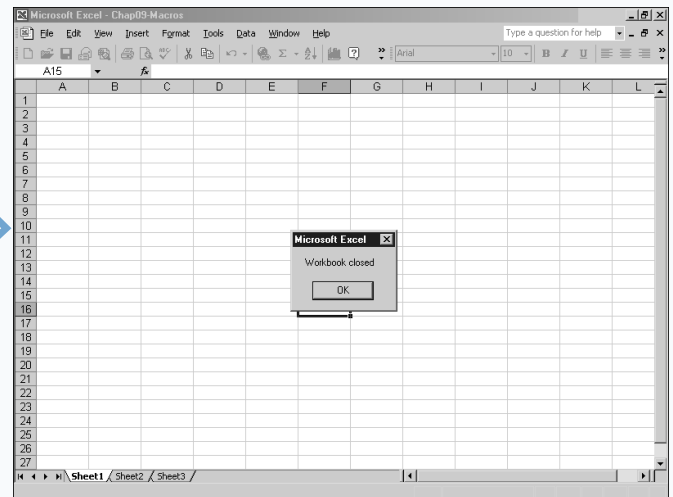 Microsoft Excel - Chap09-Macros
File Edit View Insert Format Tools Data Window Help
Type a question for help
Arial 10 B I U
A15 fx
A B C D E F G H I J K L
1
2
3
4
5
6
7
8
9
10
11
12
13
14
15
16
17
18
19
20
21
22
23
24
25
26
27
Microsoft Excel
Workbook closed
OK
Sheet1 Sheet2 Sheet3